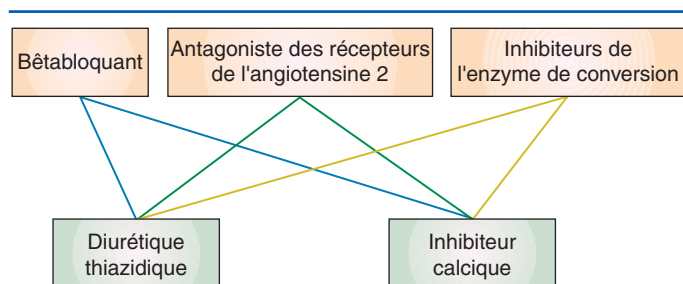 Bêtabloquant
Antagoniste des récepteurs
de l'angiotensine 2
Inhibiteurs de
l'enzyme de conversion
Diurétique
thiazidique
Inhibiteur
calcique